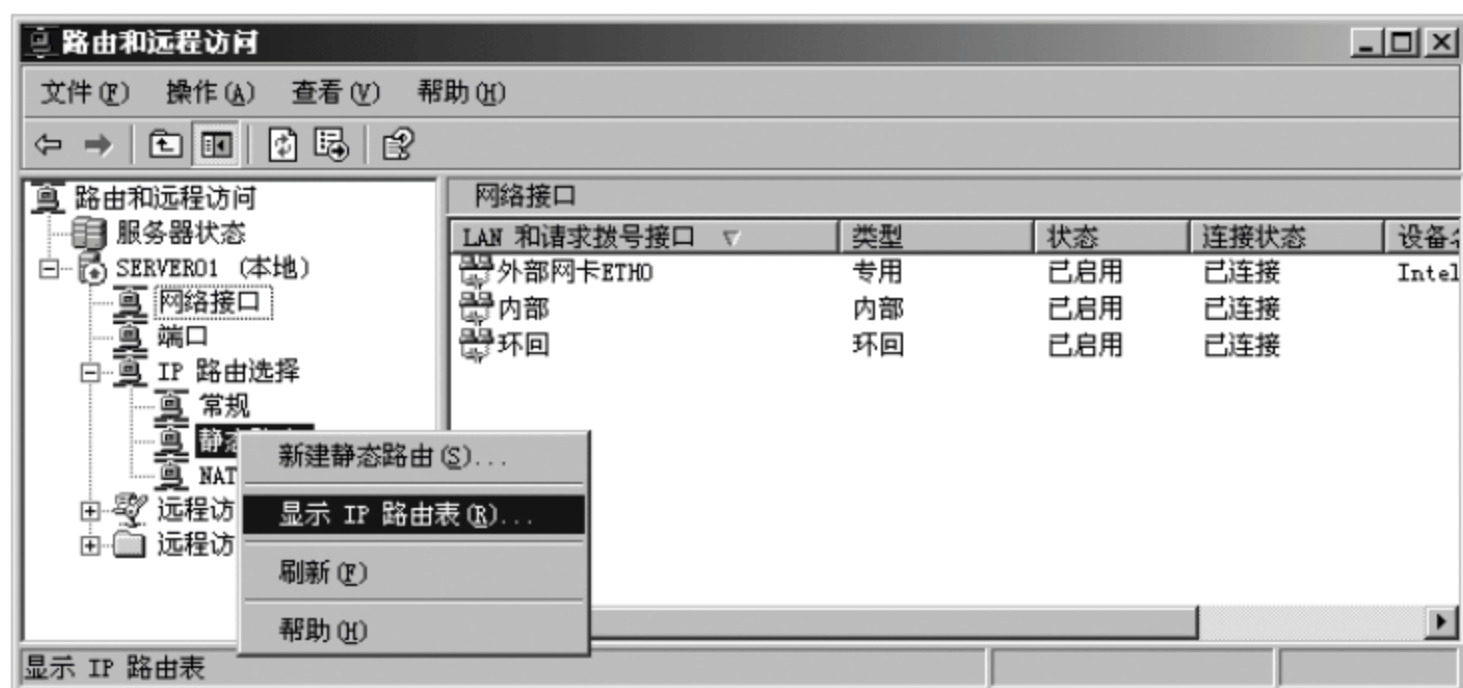 路由和远程访问
文件(F) 操作(A) 查看(V) 帮助(H)
路由和远程访问
服务器状态
SERVER01 (本地)
网络接口
端口
IP 路由选择
常规
静态
NAT
远程访
远程访
网络接口
LAN 和请求拨号接口 类型 状态 连接状态 设备
外部网卡ETH0 专用 已启用 已连接 Intel
内部 内部 已启用 已连接
环回 环回 已启用 已连接
新建静态路由(S)...
显示 IP 路由表(R)...
刷新(F)
帮助(H)
显示 IP 路由表